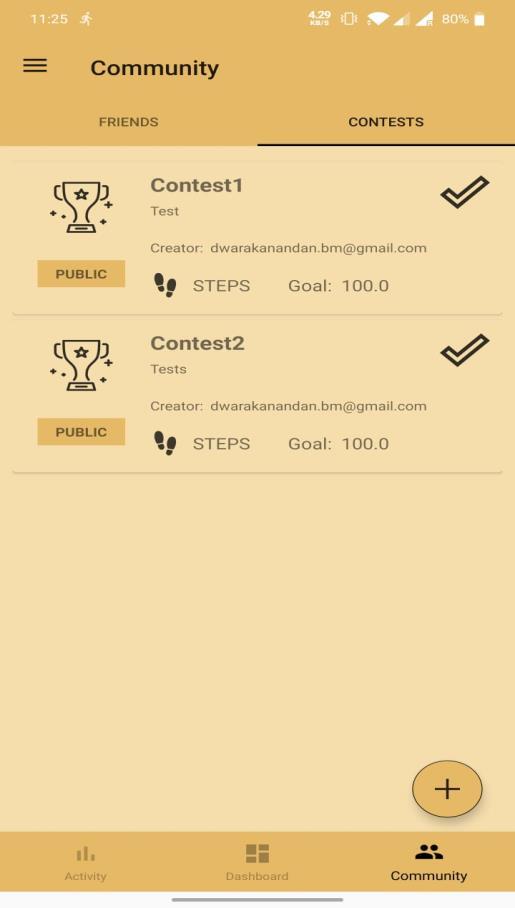 11:25 4.29 KB/S R 80%
Community
FRIENDS CONTESTS
Contest1
Test
Creator: dwarakanandan.bm@gmail.com
PUBLIC
STEPS Goal: 100.0
Contest2
Tests
Creator: dwarakanandan.bm@gmail.com
PUBLIC
STEPS Goal: 100.0
Activity Dashboard Community